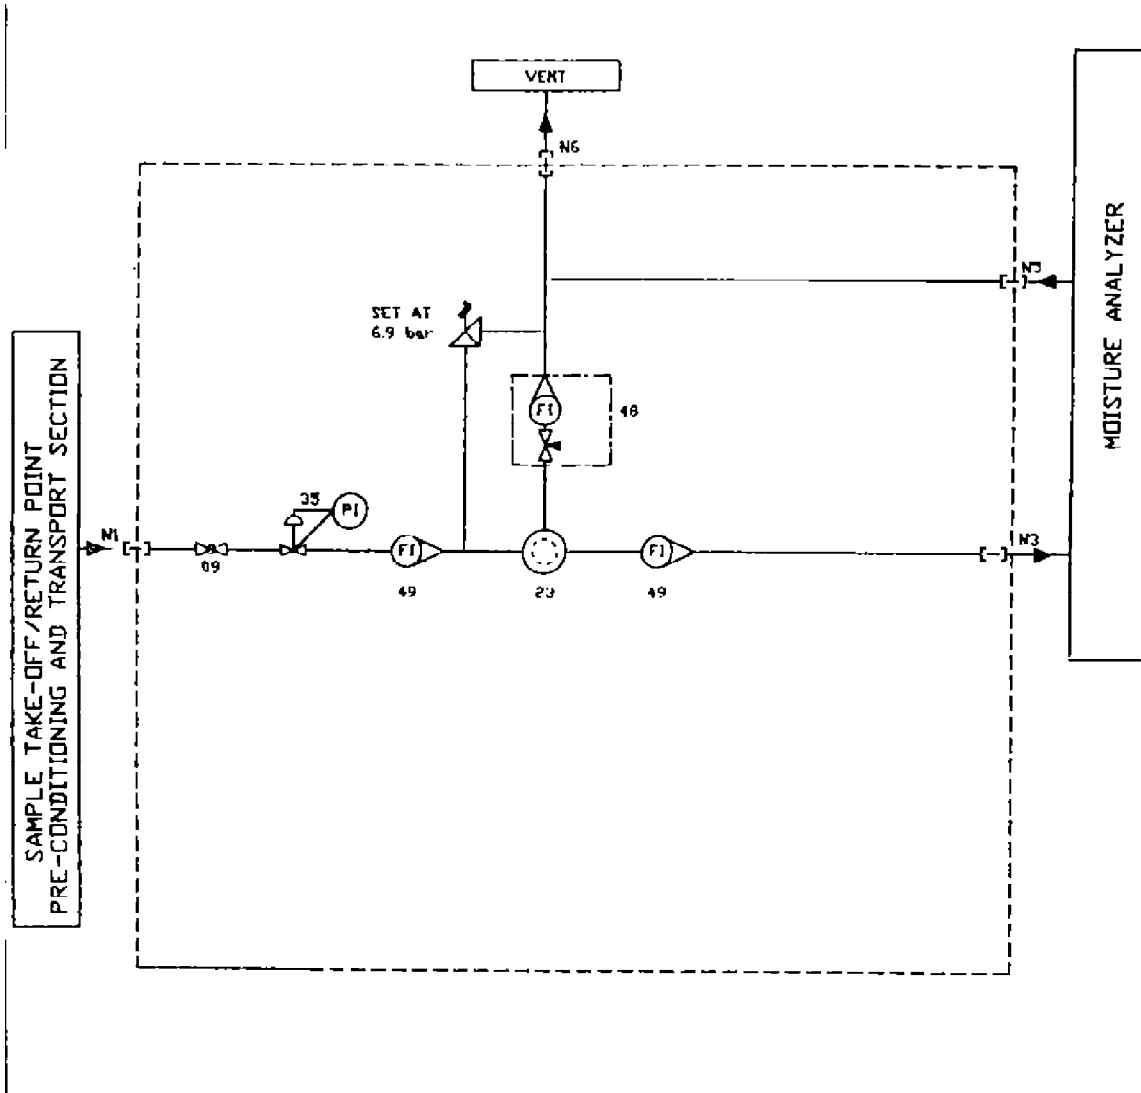 VENT
N6
MOISTURE ANALYZER
N5
SET AT
6.9 bar
FI
48
SAMPLE TAKE-OFF/RETURN POINT
PRE-CONDITIONING AND TRANSPORT SECTION
35
PI
N1
09
FI
49
23
FI
49
N3